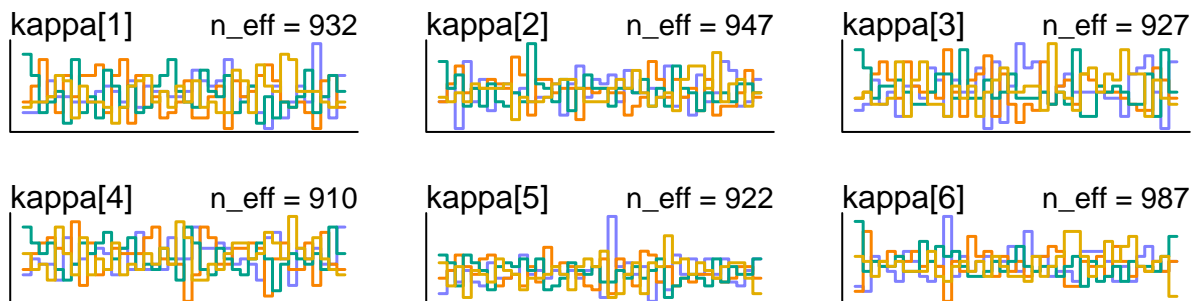 kappa[1] n_eff = 932 kappa[2] n_eff = 947 kappa[3] n_eff = 927
kappa[4] n_eff = 910 kappa[5] n_eff = 922 kappa[6] n_eff = 987